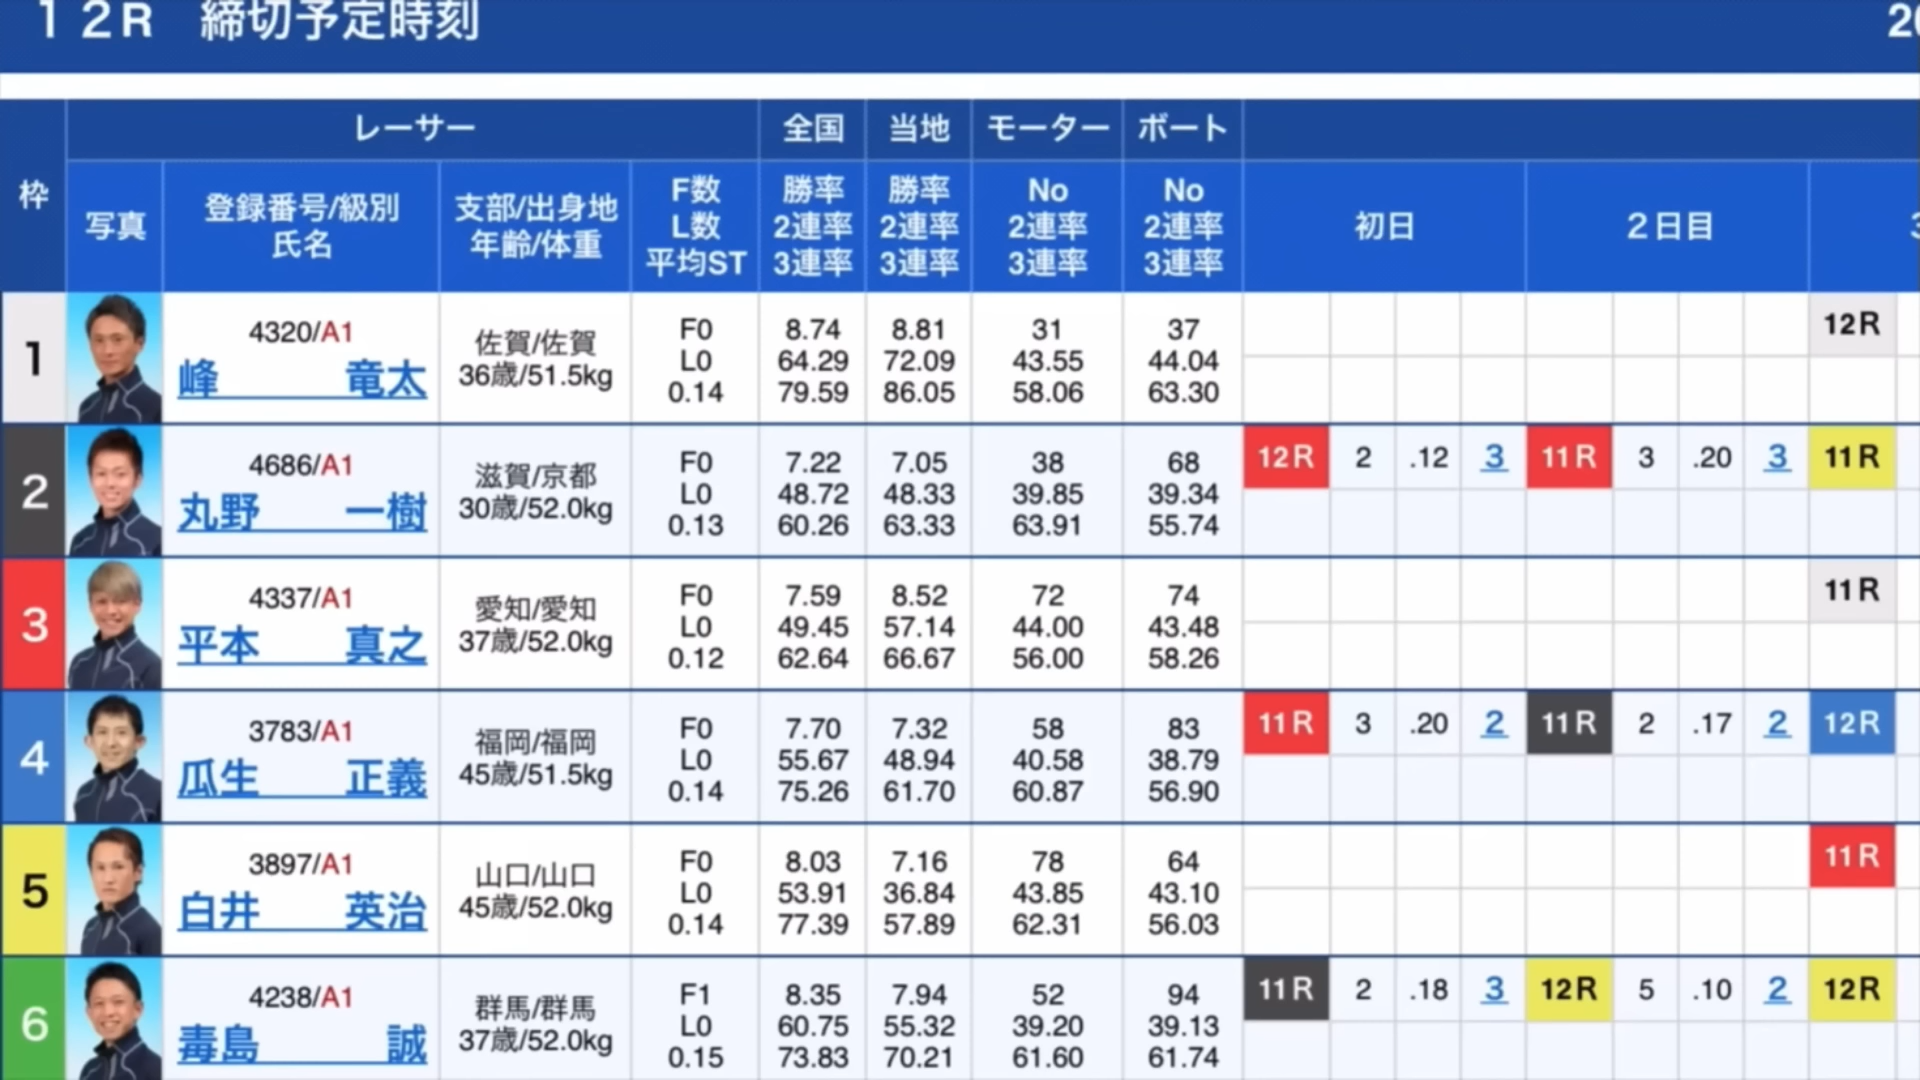 12R 締切予定時刻
枠 レーサー 全国 当地 モーター ボート
写真 登録番号/級別 氏名 支部/出身地 年齢/体重 F数 L数 平均ST 勝率 2連率 3連率 勝率 2連率 3連率 No 2連率 3連率 No 2連率 3連率 初日 2日目
1 4320/A1 佐賀/佐賀 F0 8.74 8.81 31 37 12R
峰 竜太 36歳/51.5kg L0 64.29 72.09 43.55 44.04
0.14 79.59 86.05 58.06 63.30
2 4686/A1 滋賀/京都 F0 7.22 7.05 38 68 12R 2 .12 3 11R 3 .20 3 11R
丸野 一樹 30歳/52.0kg L0 48.72 48.33 39.85 39.34
0.13 60.26 63.33 63.91 55.74
3 4337/A1 愛知/愛知 F0 7.59 8.52 72 74 11R
平本 真之 37歳/52.0kg L0 49.45 57.14 44.00 43.48
0.12 62.64 66.67 56.00 58.26
4 3783/A1 福岡/福岡 F0 7.70 7.32 58 83 11R 3 .20 2 11R 2 .17 2 12R
瓜生 正義 45歳/51.5kg L0 55.67 48.94 40.58 38.79
0.14 75.26 61.70 60.87 56.90
5 3897/A1 山口/山口 F0 8.03 7.16 78 64 11R
白井 英治 45歳/52.0kg L0 53.91 36.84 43.85 43.10
0.14 77.39 57.89 62.31 56.03
6 4238/A1 群馬/群馬 F1 8.35 7.94 52 94 11R 2 .18 3 12R 5 .10 2 12R
毒島 誠 37歳/52.0kg L0 60.75 55.32 39.20 39.13
0.15 73.83 70.21 61.60 61.74